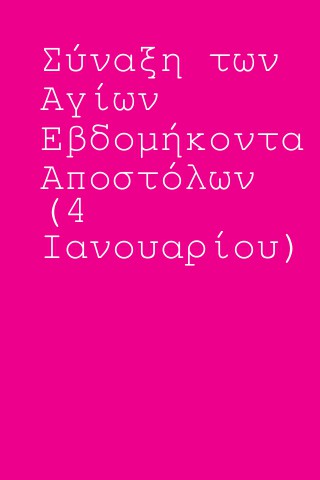 Σύναξη των
Αγίων
Εβδομήκοντα
Αποστόλων
(4
Ιανουαρίου)